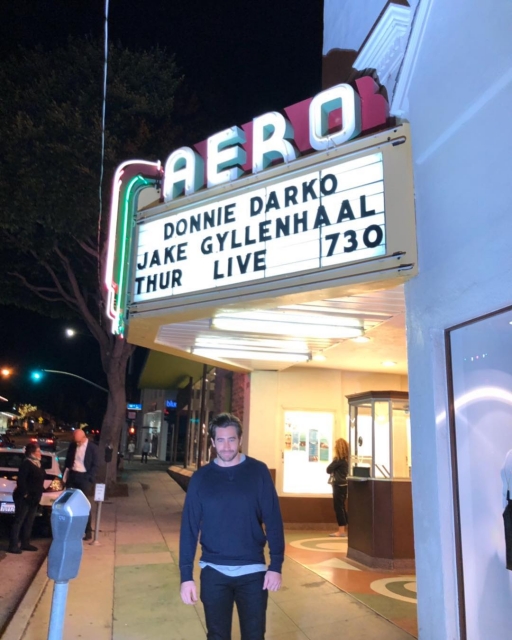 AERO
DONNIE DARKO
JAKE GYLLENHAAL
THUR LIVE 730